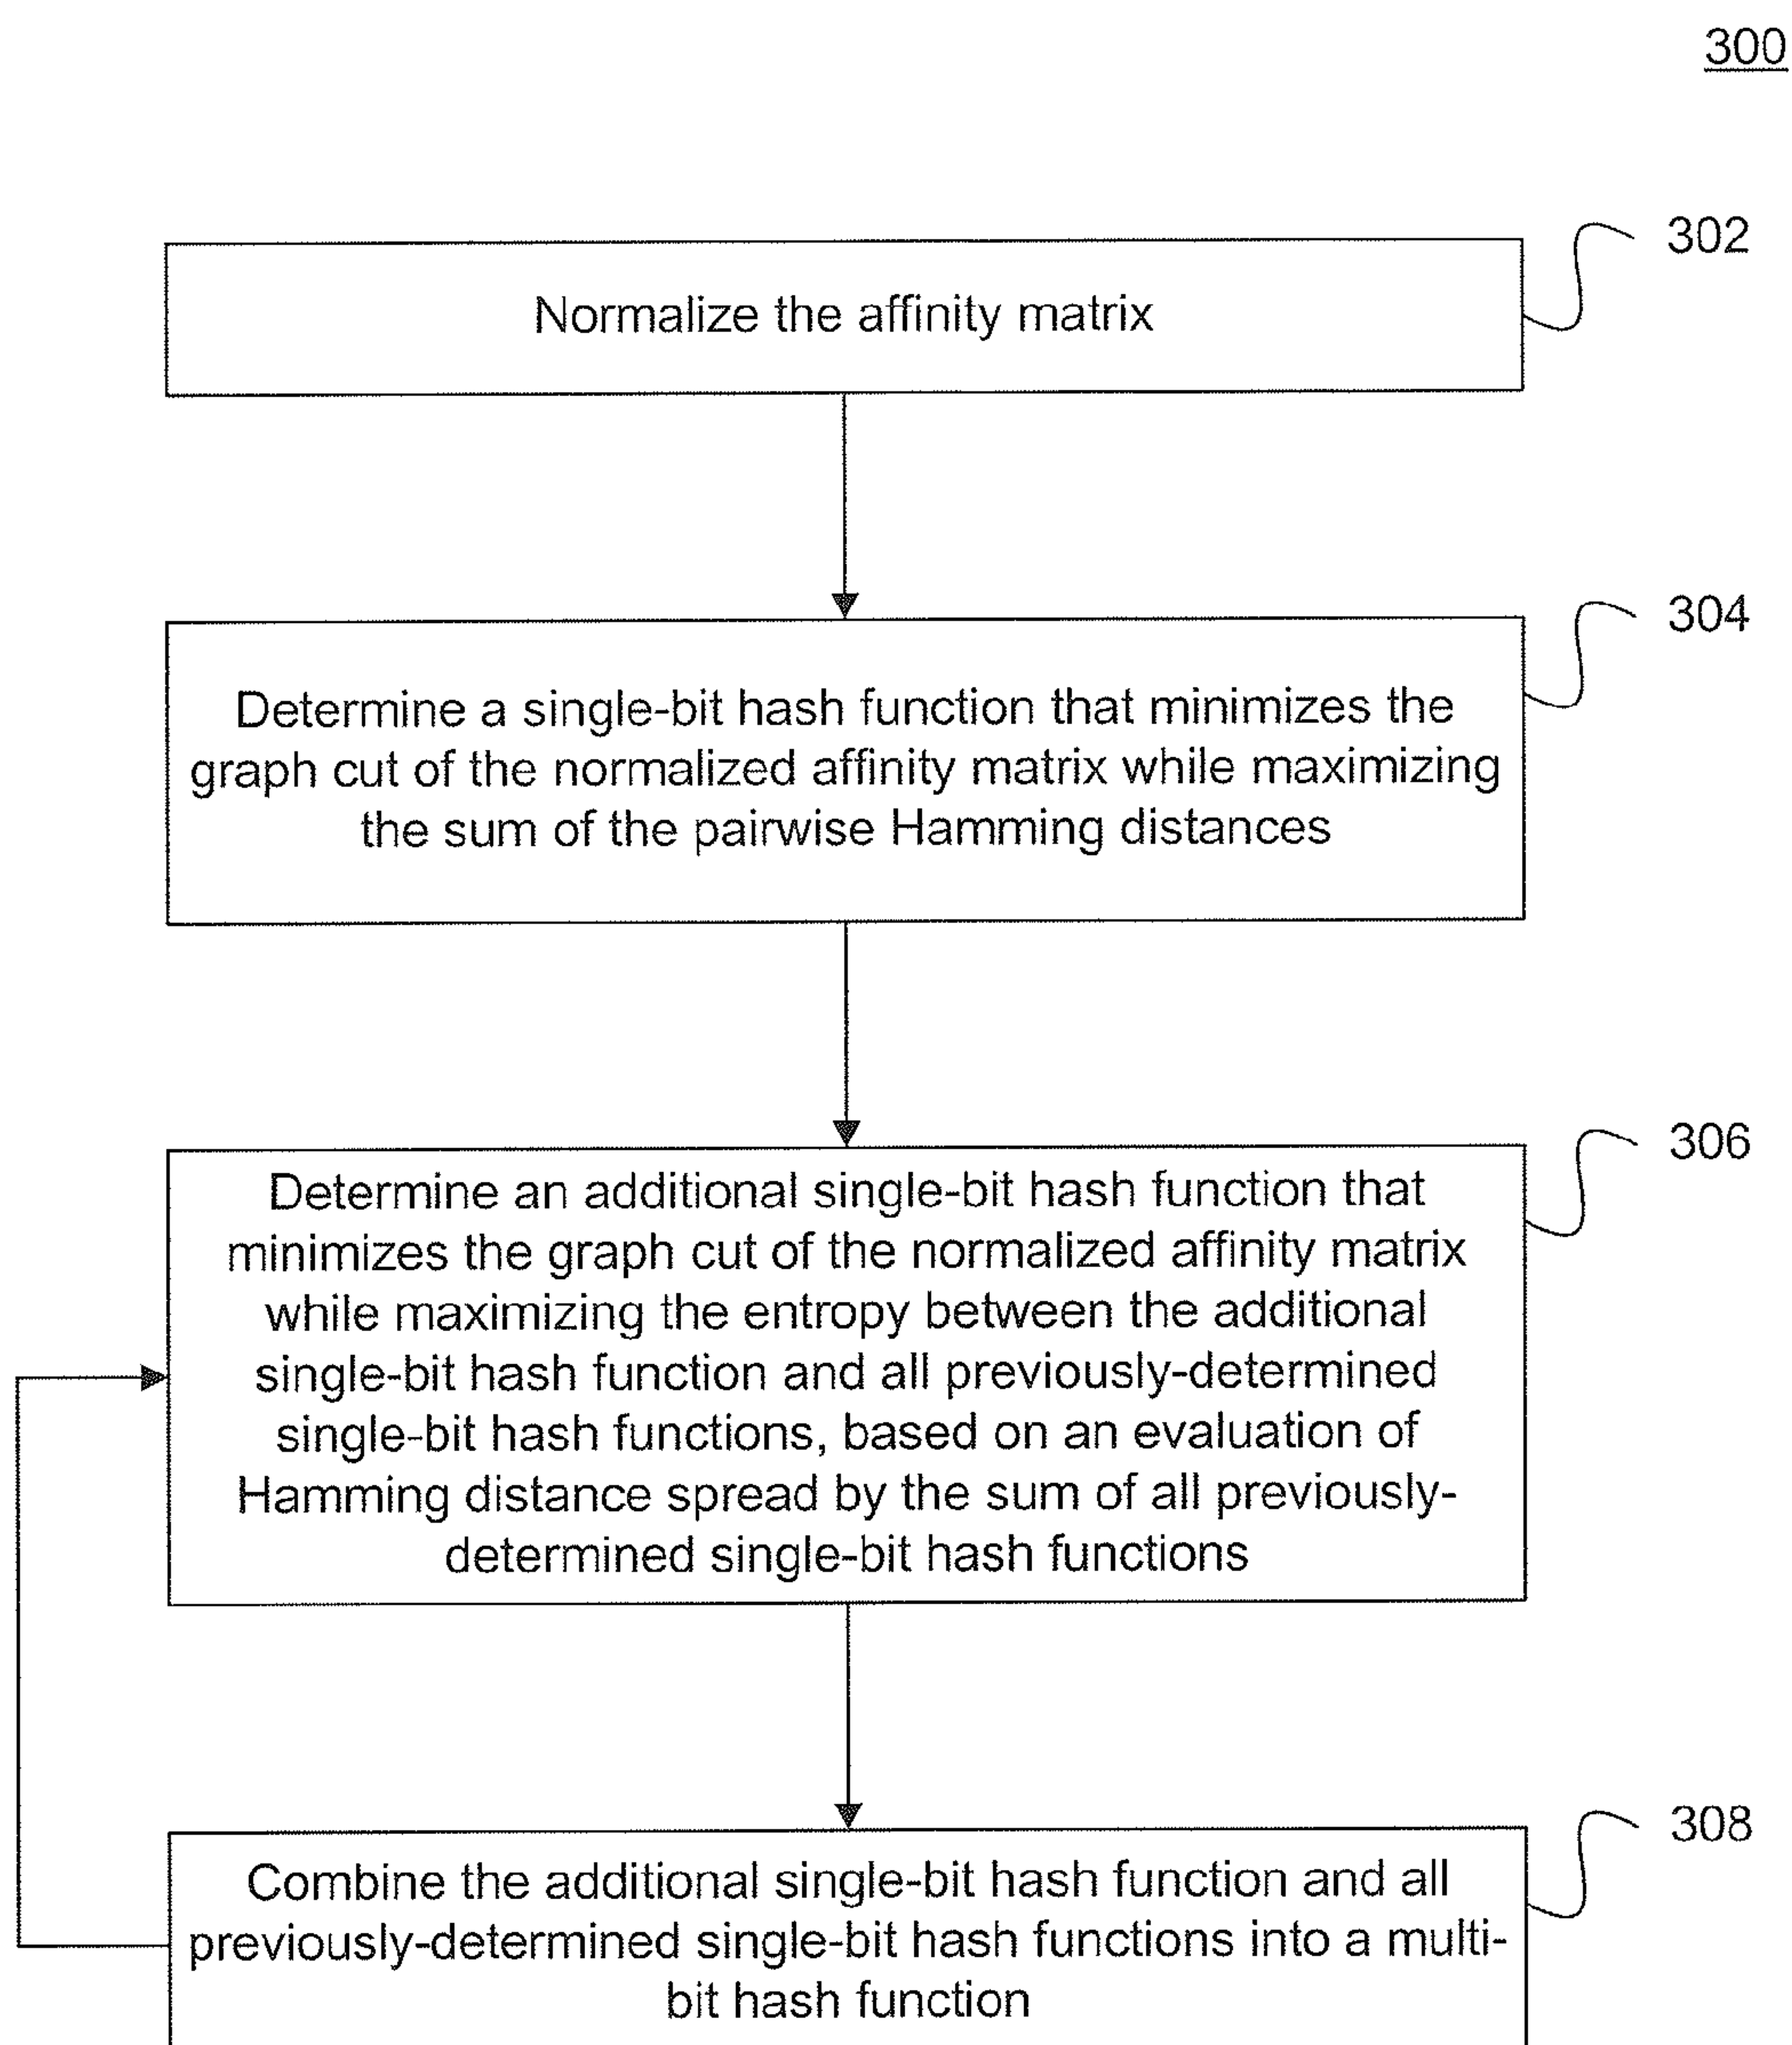 300
302
Normalize the affinity matrix
304
Determine a single-bit hash function that minimizes the
graph cut of the normalized affinity matrix while maximizing
the sum of the pairwise Hamming distances
306
Determine an additional single-bit hash function that
minimizes the graph cut of the normalized affinity matrix
while maximizing the entropy between the additional
single-bit hash function and all previously-determined
single-bit hash functions, based on an evaluation of
Hamming distance spread by the sum of all previously-
determined single-bit hash functions
308
Combine the additional single-bit hash function and all
previously-determined single-bit hash functions into a multi-
bit hash function